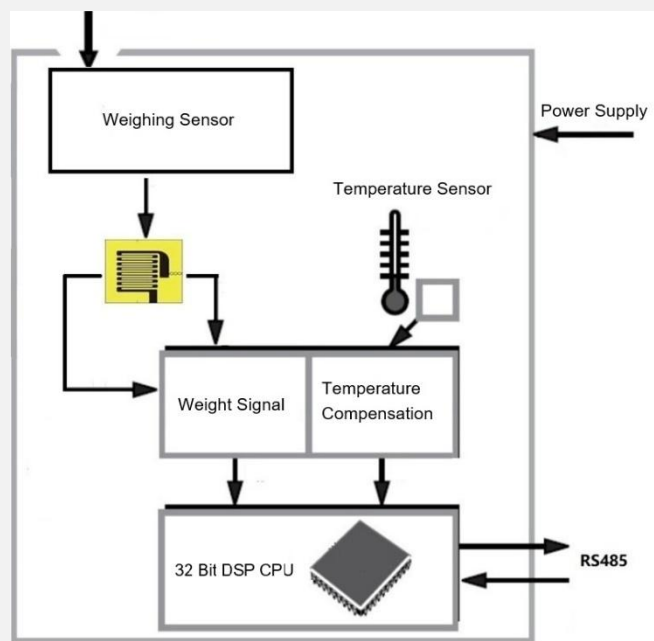 Weighing Sensor
Power Supply
Temperature Sensor
Weight Signal
Temperature
Compensation
32 Bit DSP CPU
RS485